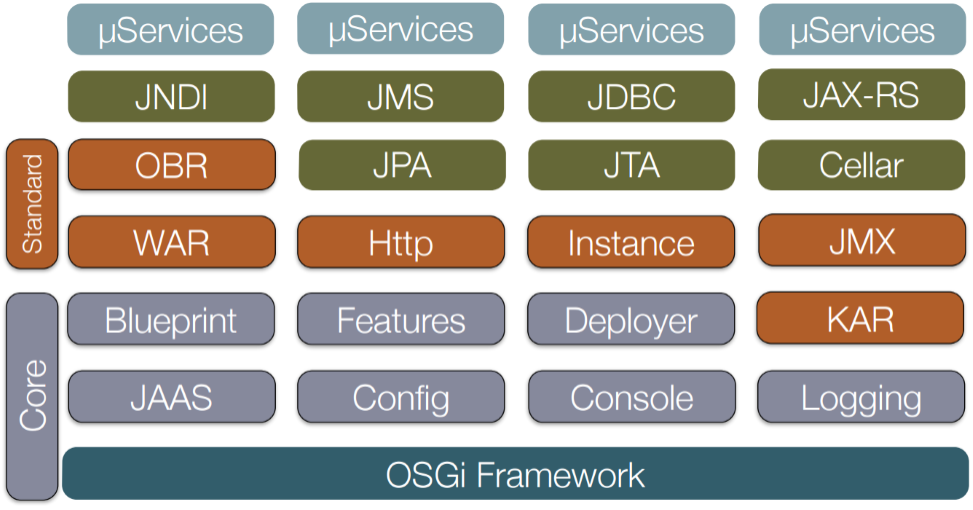 µServices
µServices
µServices
µServices
JNDI
JMS
JDBC
JAX-RS
Standard
OBR
JPA
JTA
Cellar
WAR
Http
Instance
JMX
Core
Blueprint
Features
Deployer
KAR
JAAS
Config
Console
Logging
OSGi Framework